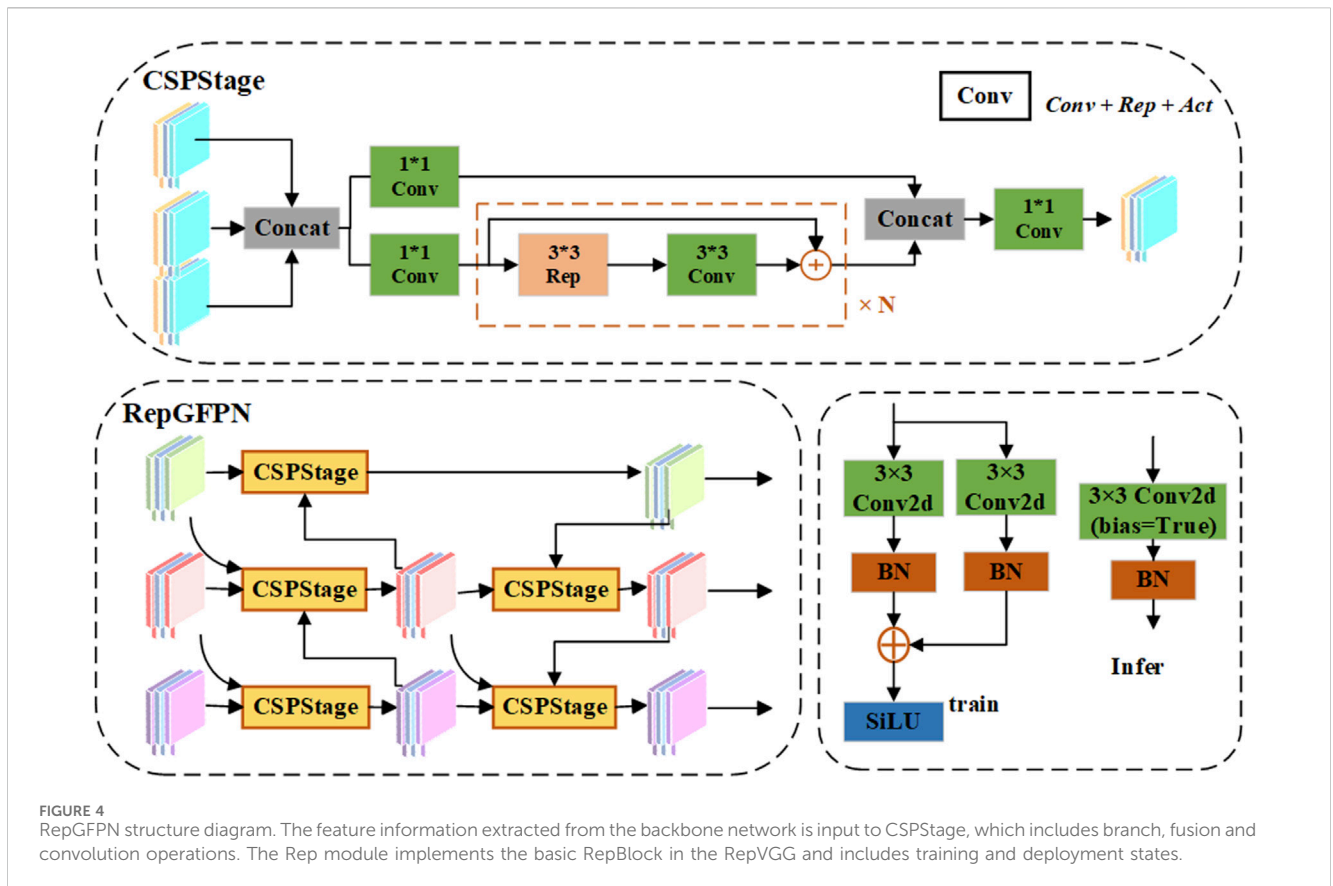 CSPStage
Conv
Conv + Rep + Act
1*1
Conv
Concat
1*1
Conv
3*3
Rep
3*3
Conv
× N
Concat
1*1
Conv
RepGFPN
CSPStage
CSPStage
CSPStage
CSPStage
CSPStage
3×3
Conv2d
3×3
Conv2d
BN
BN
SiLU
train
3×3 Conv2d
(bias=True)
BN
Infer
FIGURE 4
RepGFPN structure diagram. The feature information extracted from the backbone network is input to CSPStage, which includes branch, fusion and
convolution operations. The Rep module implements the basic RepBlock in the RepVGG and includes training and deployment states.